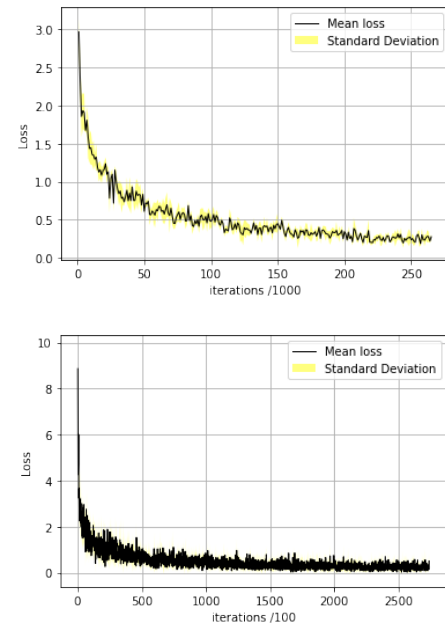 3.0
2.5
2.0
1.5
1.0
0.5
0.0
Loss
Mean loss
Standard Deviation
0 50 100 150 200 250
iterations /1000
10
8
6
4
2
0
Loss
Mean loss
Standard Deviation
0 500 1000 1500 2000 2500
iterations /100